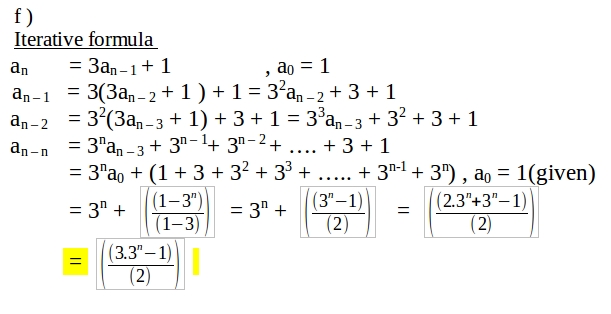 f )
Iterative formula
aₙ = 3aₙ₋₁ + 1 , a₀ = 1
aₙ₋₁ = 3(3aₙ₋₂ + 1 ) + 1 = 3²aₙ₋₂ + 3 + 1
aₙ₋₂ = 3²(3aₙ₋₃ + 1) + 3 + 1 = 3³aₙ₋₃ + 3² + 3 + 1
aₙ₋ₙ = 3ⁿaₙ₋₃ + 3ⁿ⁻¹+ 3ⁿ⁻² + …. + 3 + 1
= 3ⁿa₀ + (1 + 3 + 3² + 3³ + ….. + 3ⁿ⁻¹ + 3ⁿ) , a₀ = 1(given)
= 3ⁿ + ((1−3ⁿ)/(1−3)) = 3ⁿ + ((3ⁿ−1)/(2)) = ((2.3ⁿ+3ⁿ−1)/(2))
= ((3.3ⁿ−1)/(2))